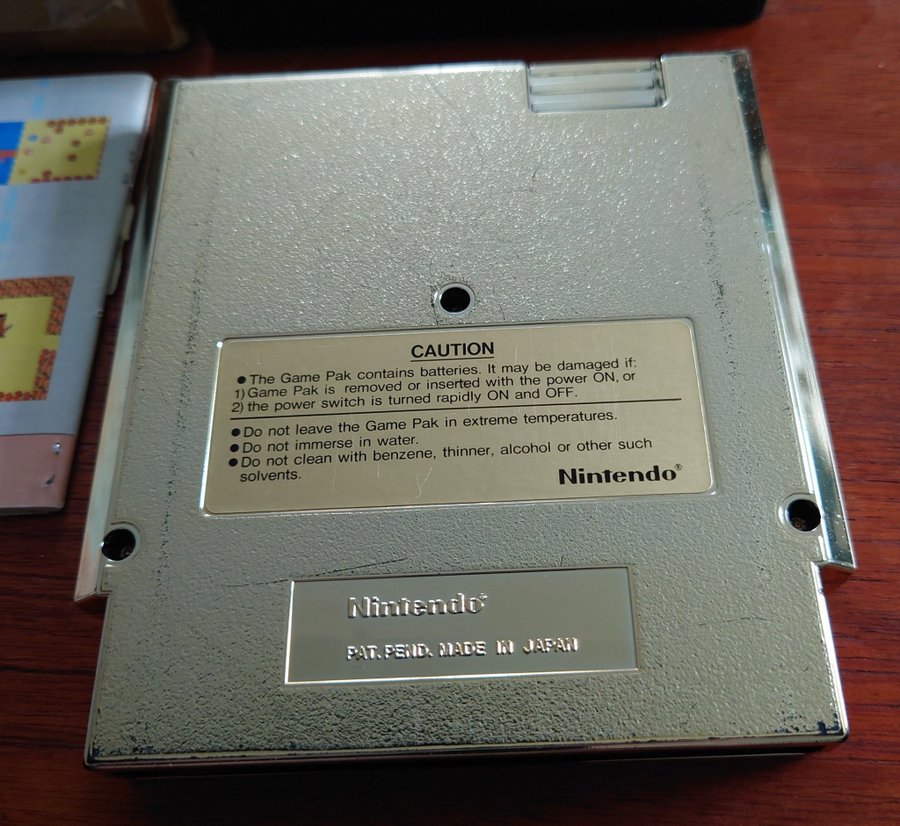 CAUTION
● The Game Pak contains batteries. It may be damaged if:
1) Game Pak is removed or inserted with the power ON, or
2) the power switch is turned rapidly ON and OFF.
● Do not leave the Game Pak in extreme temperatures.
● Do not immerse in water.
● Do not clean with benzene, thinner, alcohol or other such
solvents.
Nintendo®
Nintendo®
PAT. PEND. MADE IN JAPAN